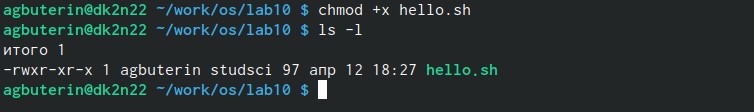 agbuterin@dk2n22 ~/work/os/lab10 $ chmod +x hello.sh
agbuterin@dk2n22 ~/work/os/lab10 $ ls -l
итого 1
-rwxr-xr-x 1 agbuterin studsci 97 апр 12 18:27 hello.sh
agbuterin@dk2n22 ~/work/os/lab10 $